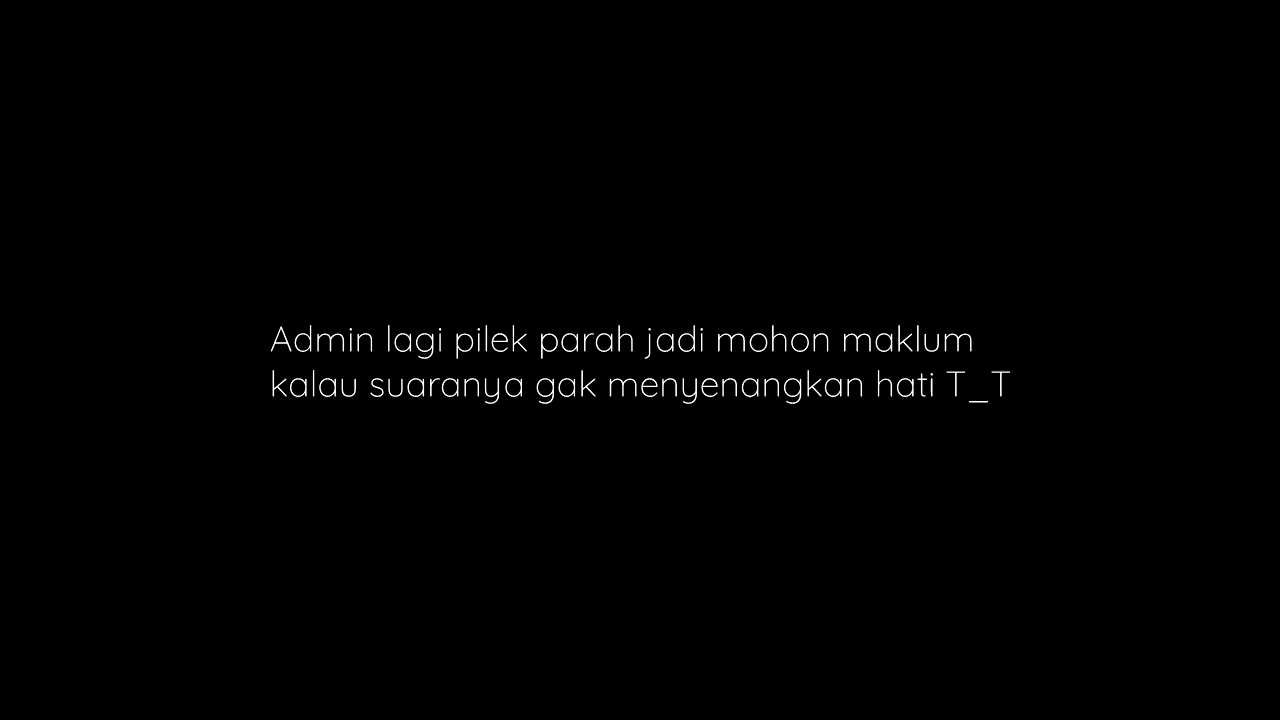 Admin lagi pilek parah jadi mohon maklum
kalau suaranya gak menyenangkan hati T_T